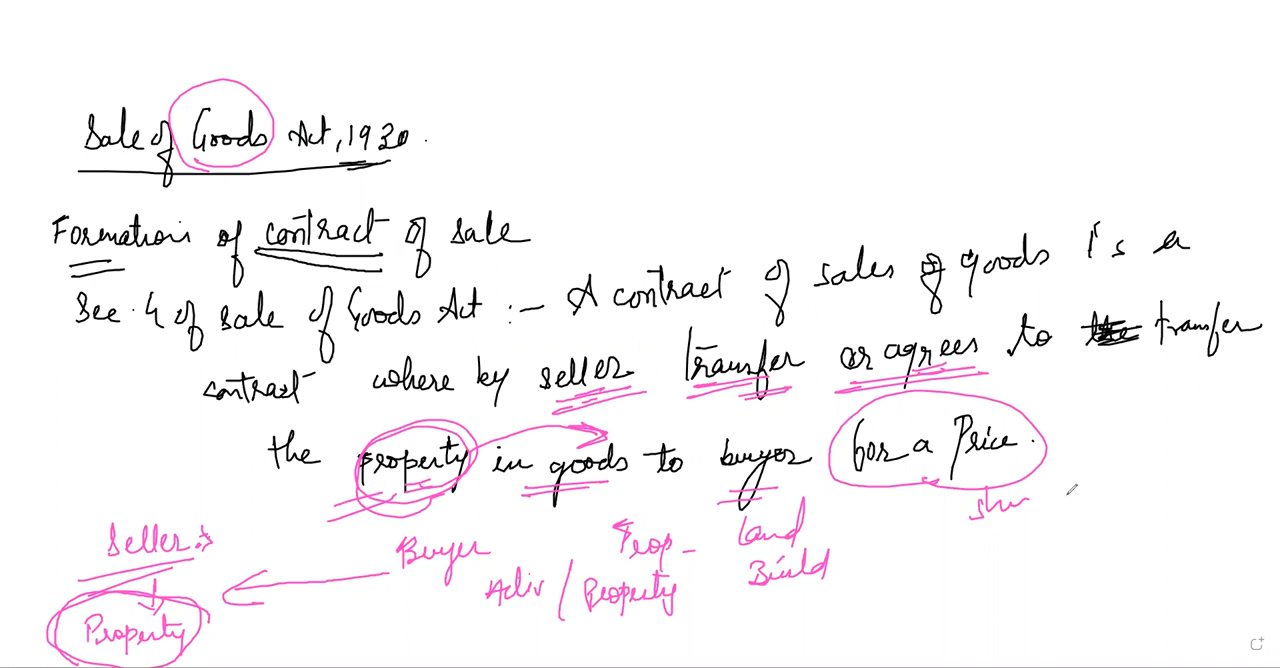 Sale of Goods Act, 1930.
Formation of contract of sale
Sec. 4 of sale of Goods Act :- A contract of sales of goods is a
contract where by seller transfer or agrees to transfer
the property in goods to buyer for a Price.
Seller
Buyer
Prop -
Land
Build
Property
Property